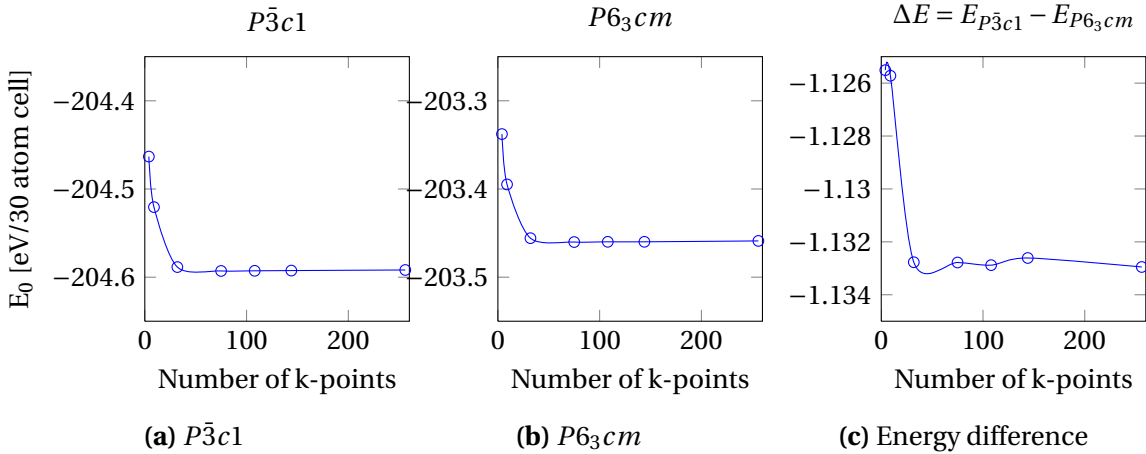 P3̄c1
P6₃cm
ΔE = E_{P3̄c1} − E_{P6₃cm}
E₀ [eV/30 atom cell]
−204.4
−204.5
−204.6
0 100 200
Number of k-points
−203.3
−203.4
−203.5
0 100 200
Number of k-points
−1.126
−1.128
−1.13
−1.132
−1.134
0 100 200
Number of k-points
(a) P3̄c1
(b) P6₃cm
(c) Energy difference